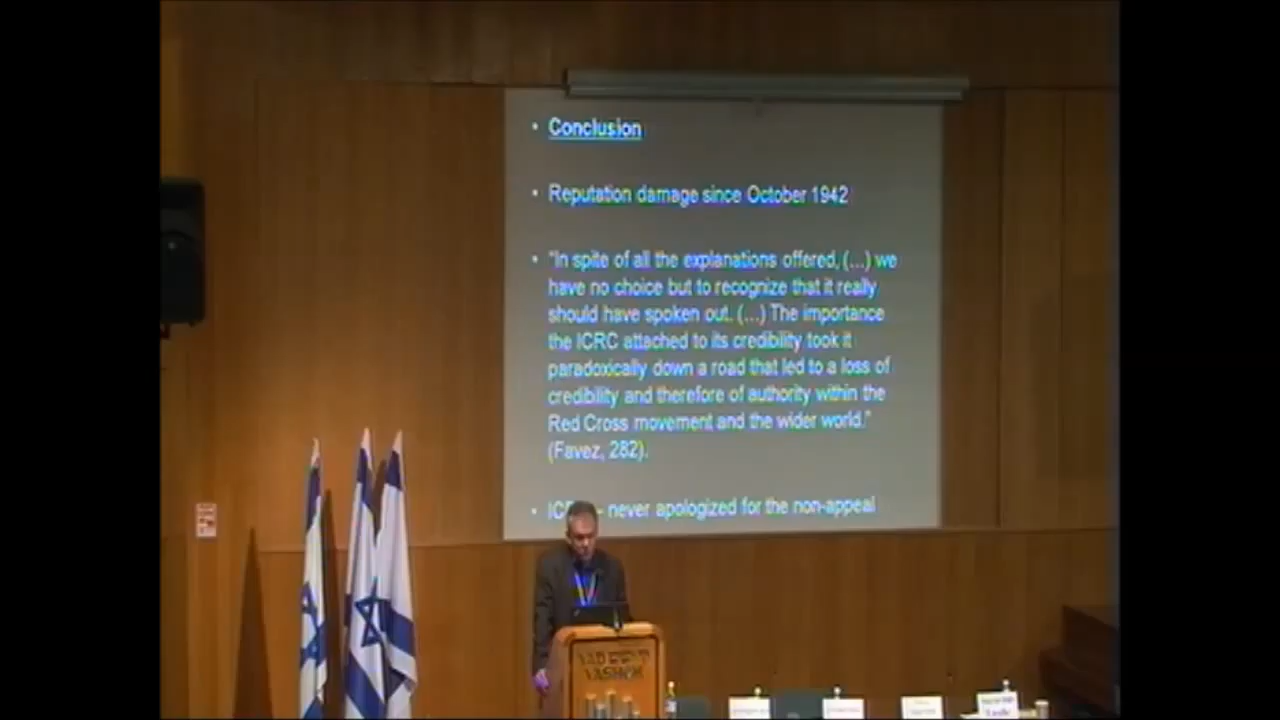 • Conclusion
• Reputation damage since October 1942
• "In spite of all the explanations offered, (...) we
have no choice but to recognize that it really
should have spoken out. (...) The importance
the ICRC attached to its credibility took it
paradoxically down a road that led to a loss of
credibility and therefore of authority within the
Red Cross movement and the wider world."
(Favez, 282).
• never apologized for the non-appeal
יד ושם YAD
VASHEM